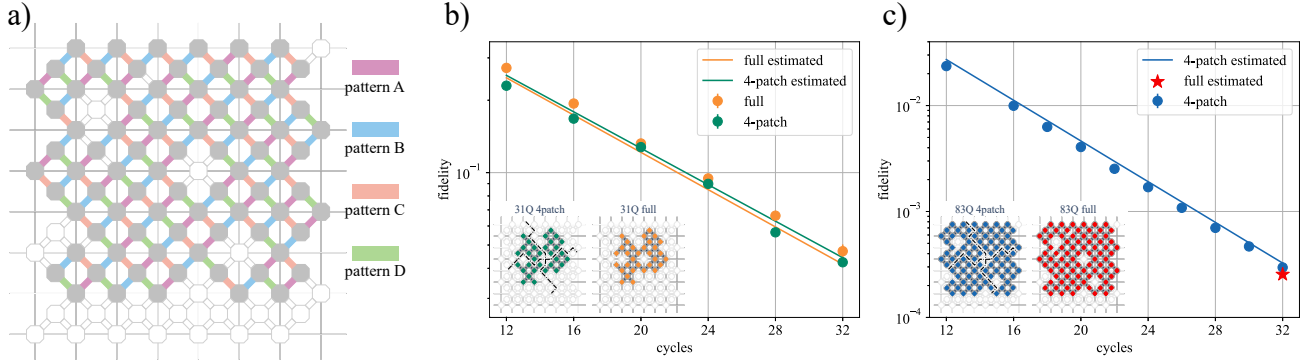 a)
pattern A
pattern B
pattern C
pattern D
b)
fidelity
10⁻¹
full estimated
4-patch estimated
full
4-patch
31Q 4patch
31Q full
12
16
20
24
28
32
cycles
c)
fidelity
10⁻²
10⁻³
10⁻⁴
4-patch estimated
full estimated
4-patch
83Q 4patch
83Q full
12
16
20
24
28
32
cycles